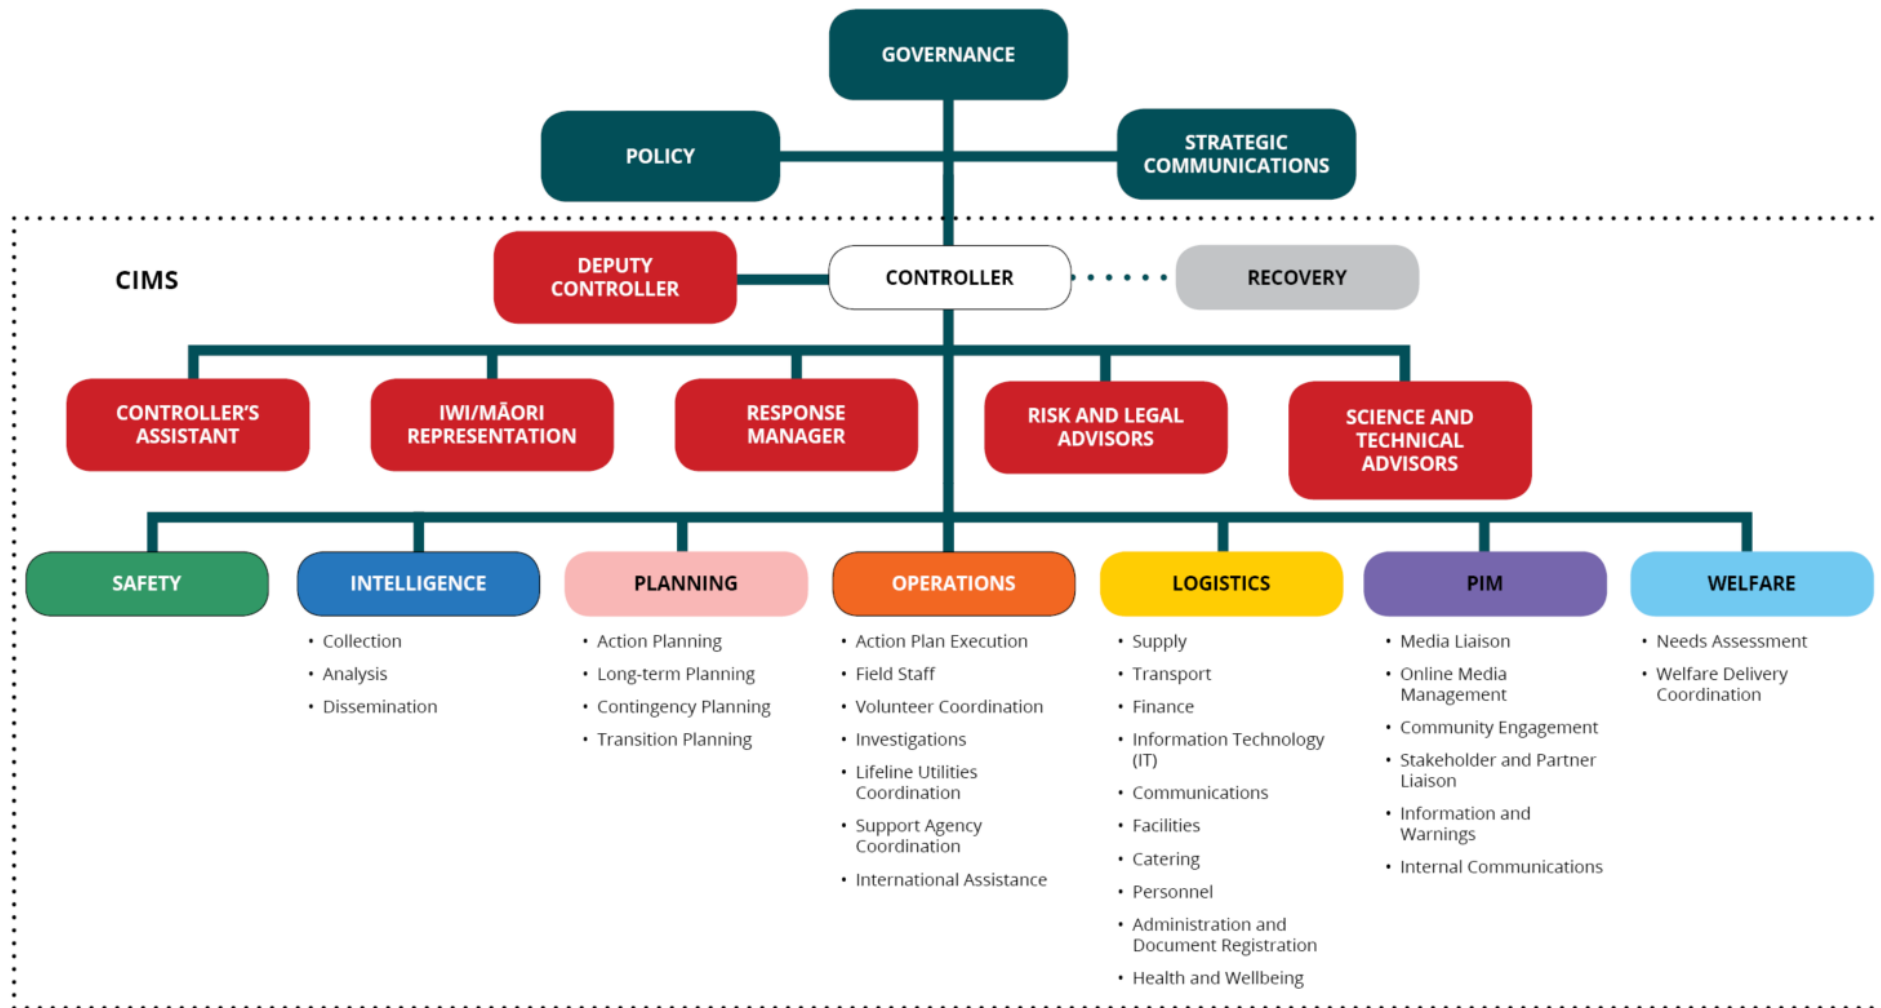 GOVERNANCE
POLICY
STRATEGIC
COMMUNICATIONS
CIMS
DEPUTY
CONTROLLER
CONTROLLER
RECOVERY
CONTROLLER’S
ASSISTANT
IWI/MĀORI
REPRESENTATION
RESPONSE
MANAGER
RISK AND LEGAL
ADVISORS
SCIENCE AND
TECHNICAL
ADVISORS
SAFETY
INTELLIGENCE
• Collection
• Analysis
• Dissemination
PLANNING
• Action Planning
• Long-term Planning
• Contingency Planning
• Transition Planning
OPERATIONS
• Action Plan Execution
• Field Staff
• Volunteer Coordination
• Investigations
• Lifeline Utilities
Coordination
• Support Agency
Coordination
• International Assistance
LOGISTICS
• Supply
• Transport
• Finance
• Information Technology
(IT)
• Communications
• Facilities
• Catering
• Personnel
• Administration and
Document Registration
• Health and Wellbeing
PIM
• Media Liaison
• Online Media
Management
• Community Engagement
• Stakeholder and Partner
Liaison
• Information and
Warnings
• Internal Communications
WELFARE
• Needs Assessment
• Welfare Delivery
Coordination